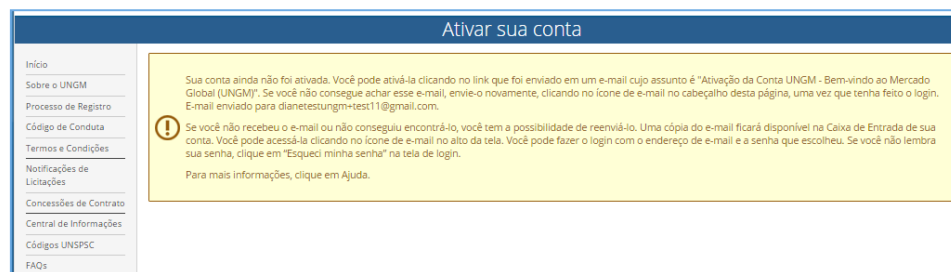 Ativar sua conta
Início
Sobre o UNGM
Processo de Registro
Código de Conduta
Termos e Condições
Notificações de
Licitações
Concessões de Contrato
Central de Informações
Códigos UNSPSC
FAQs
Sua conta ainda não foi ativada. Você pode ativá-la clicando no link que foi enviado em um e-mail cujo assunto é "Ativação da Conta UNGM - Bem-vindo ao Mercado
Global (UNGM)". Se você não consegue achar esse e-mail, envie-o novamente, clicando no ícone de e-mail no cabeçalho desta página, uma vez que tenha feito o login.
E-mail enviado para dianetestungm+test11@gmail.com.
Se você não recebeu o e-mail ou não conseguiu encontrá-lo, você tem a possibilidade de reenviá-lo. Uma cópia do e-mail ficará disponível na Caixa de Entrada de sua
conta. Você pode acessá-la clicando no ícone de e-mail no alto da tela. Você pode fazer o login com o endereço de e-mail e a senha que escolheu. Se você não lembra
sua senha, clique em "Esqueci minha senha" na tela de login.
Para mais informações, clique em Ajuda.